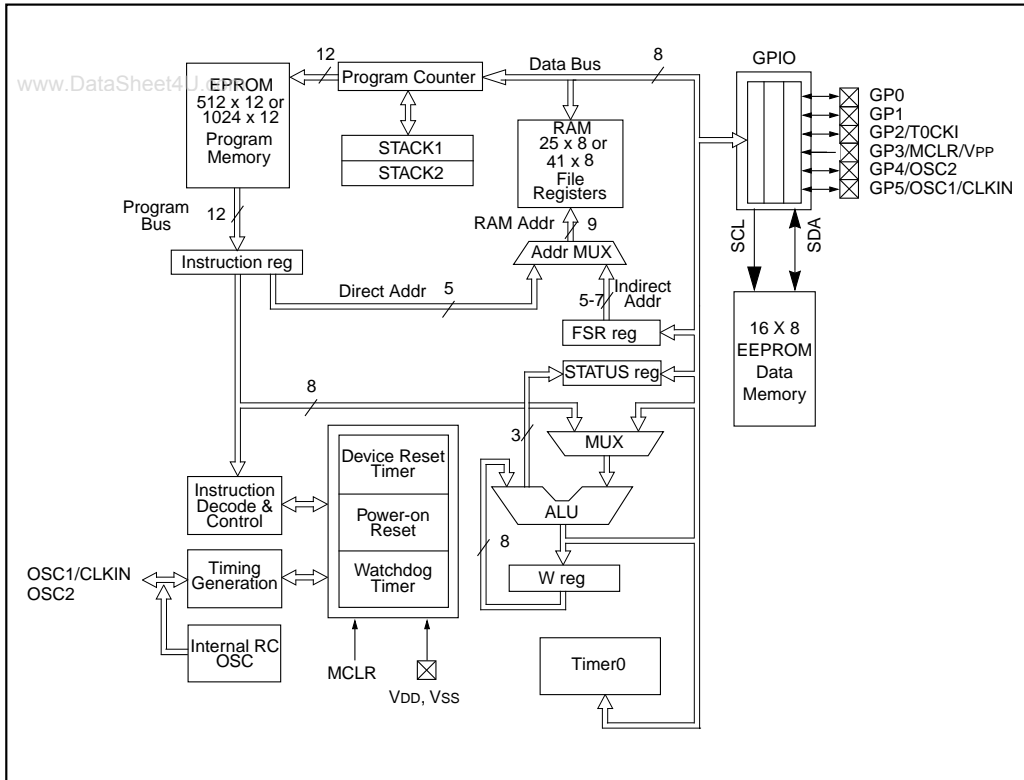 12
Data Bus
8
GPIO
www.DataSheet4U.com
EPROM
512 x 12 or
1024 x 12
Program
Memory
Program Counter
STACK1
STACK2
RAM
25 x 8 or
41 x 8
File
Registers
GP0
GP1
GP2/T0CKI
GP3/MCLR/VPP
GP4/OSC2
GP5/OSC1/CLKIN
Program
Bus
12
RAM Addr
9
SCL
SDA
Instruction reg
Addr MUX
Direct Addr
5
5-7
Indirect
Addr
FSR reg
16 X 8
EEPROM
Data
Memory
STATUS reg
8
3
MUX
Device Reset
Timer
Power-on
Reset
Watchdog
Timer
Instruction
Decode &
Control
ALU
8
W reg
OSC1/CLKIN
OSC2
Timing
Generation
Internal RC
OSC
MCLR
VDD, VSS
Timer0